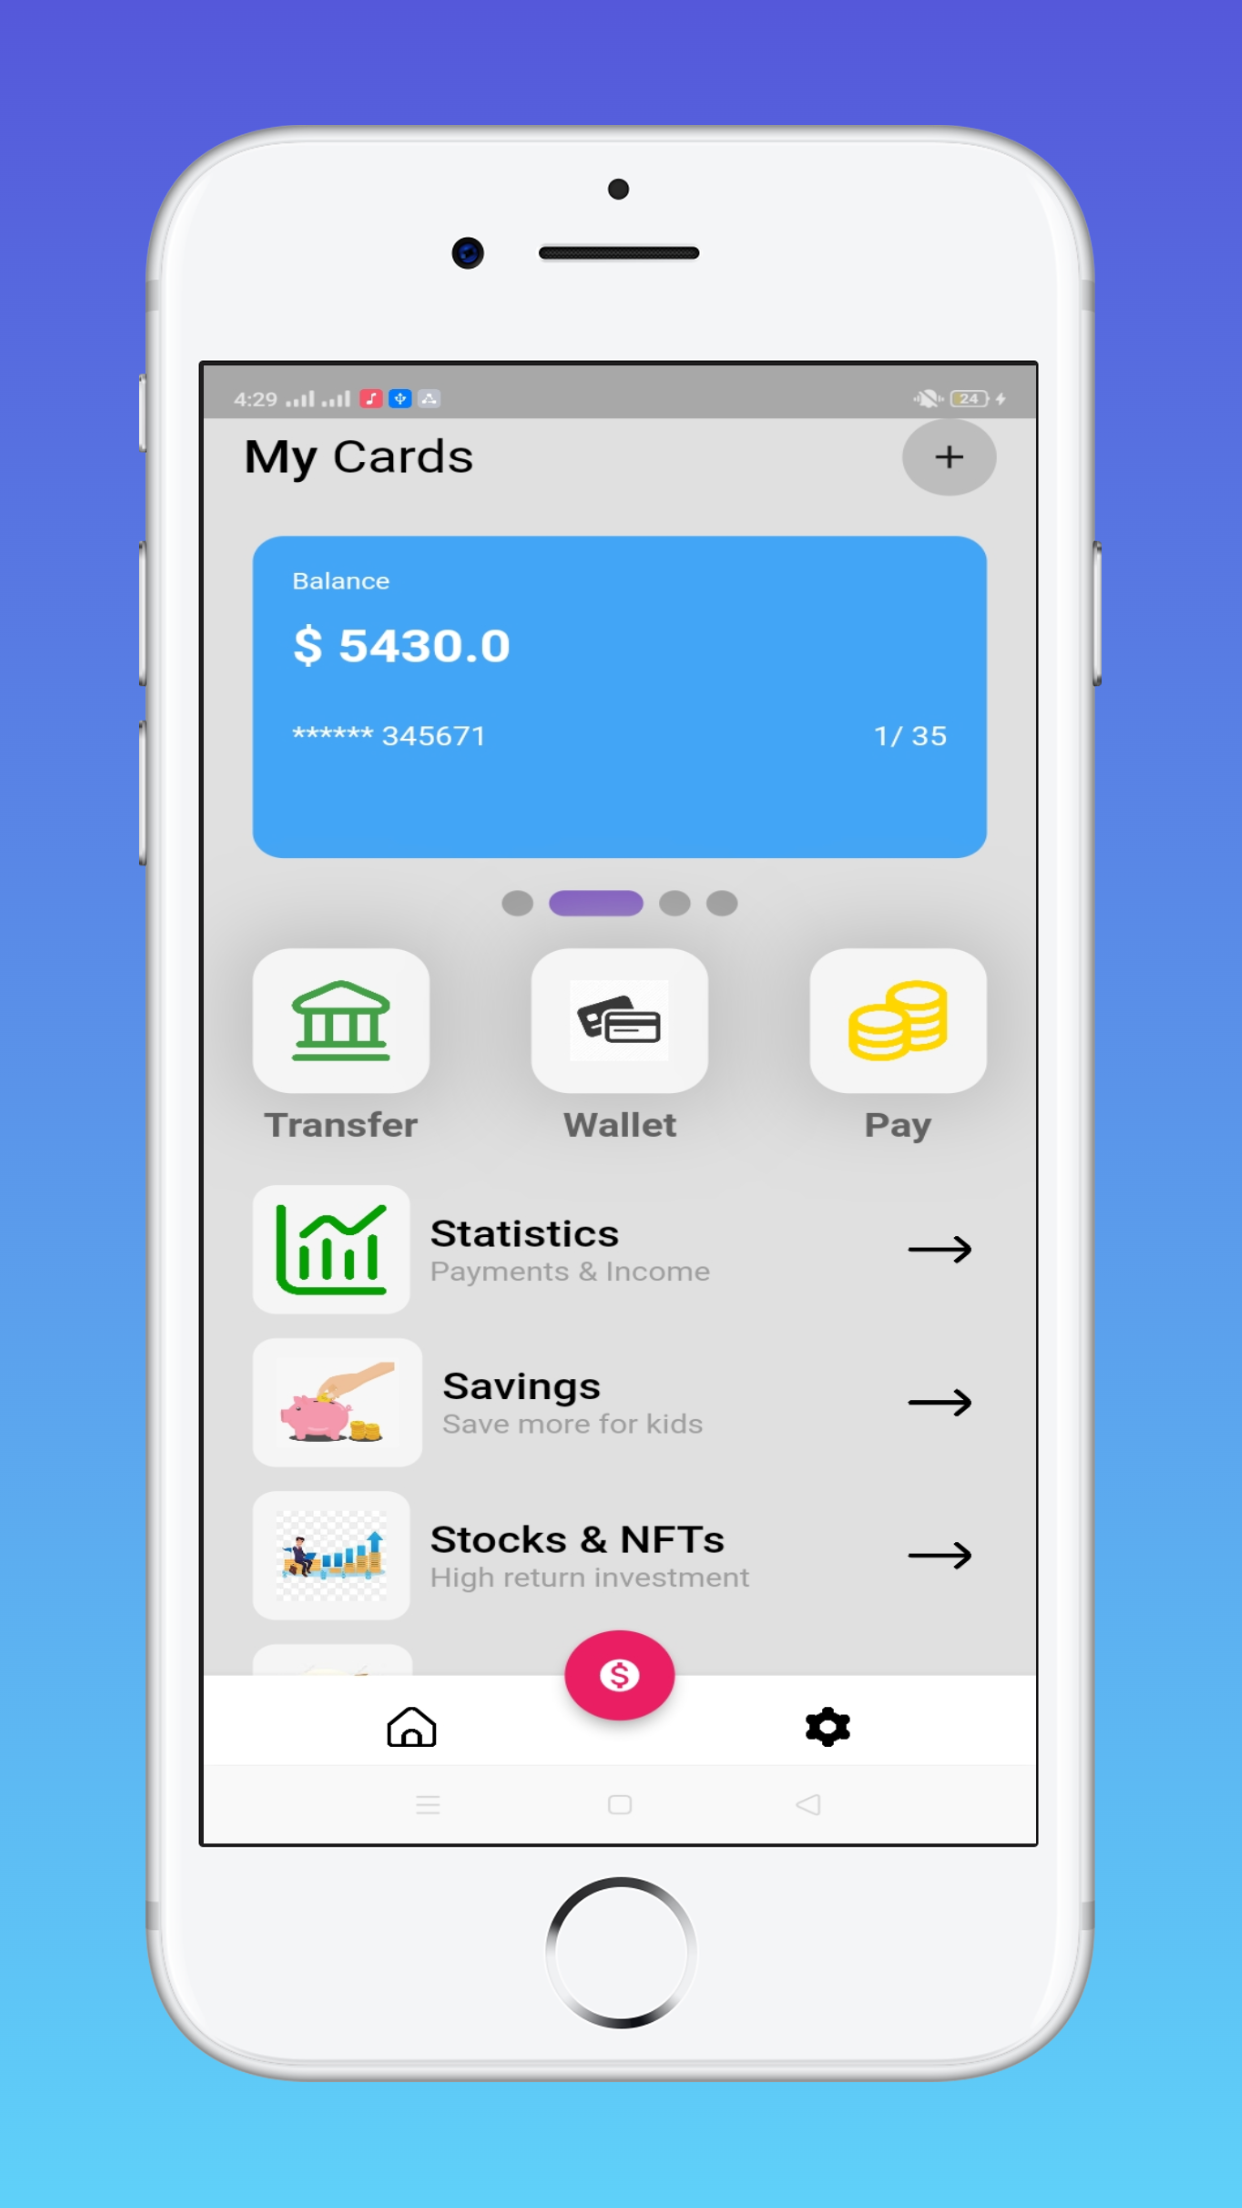 4:29
24
My Cards
+
Balance
$ 5430.0
****** 345671
1/ 35
Transfer
Wallet
Pay
Statistics
Payments & Income
Savings
Save more for kids
Stocks & NFTs
High return investment
$